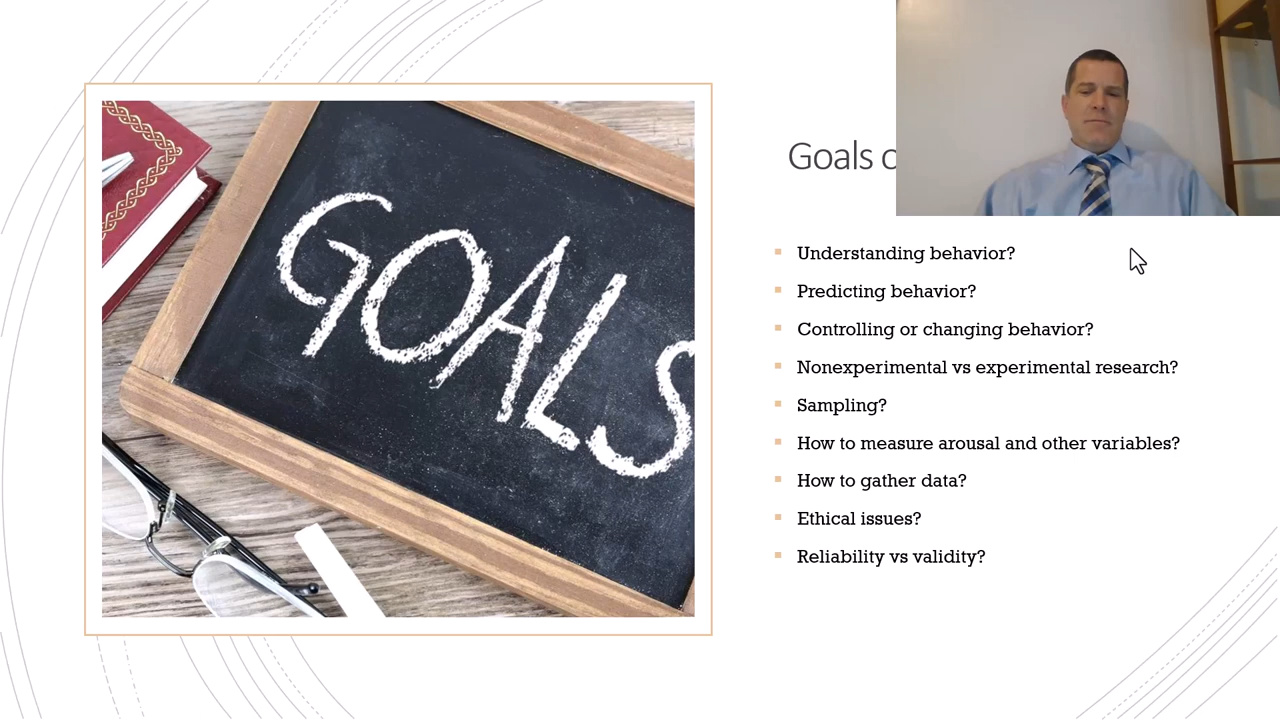 GOALS
Goals
Understanding behavior?
Predicting behavior?
Controlling or changing behavior?
Nonexperimental vs experimental research?
Sampling?
How to measure arousal and other variables?
How to gather data?
Ethical issues?
Reliability vs validity?